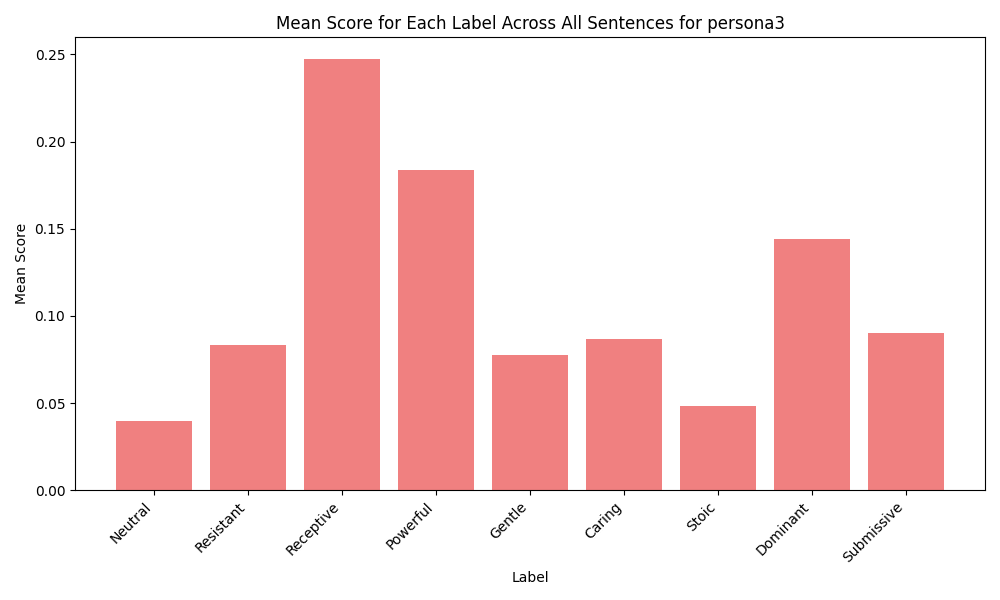 Mean Score for Each Label Across All Sentences for persona3
Mean Score
0.25
0.20
0.15
0.10
0.05
0.00
Neutral
Resistant
Receptive
Powerful
Gentle
Caring
Stoic
Dominant
Submissive
Label